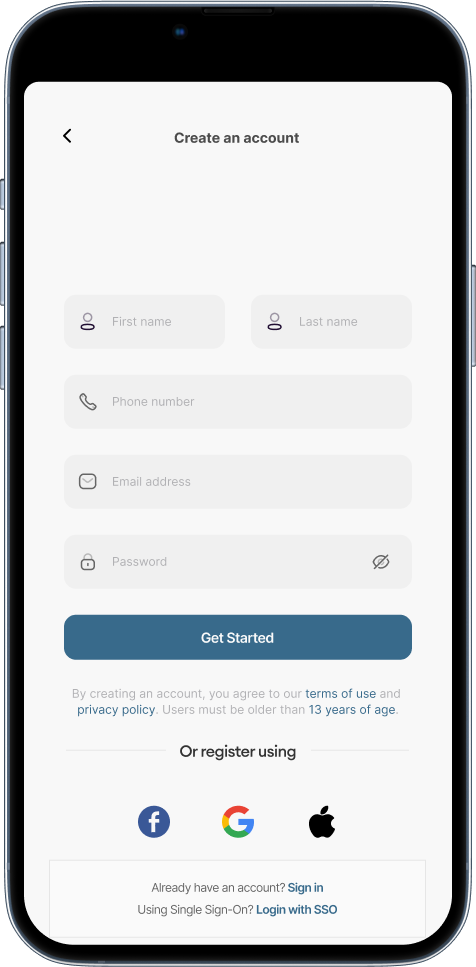 Create an account
First name
Last name
Phone number
Email address
Password
Get Started
By creating an account, you agree to our terms of use and
privacy policy. Users must be older than 13 years of age.
Or register using
Already have an account? Sign in
Using Single Sign-On? Login with SSO